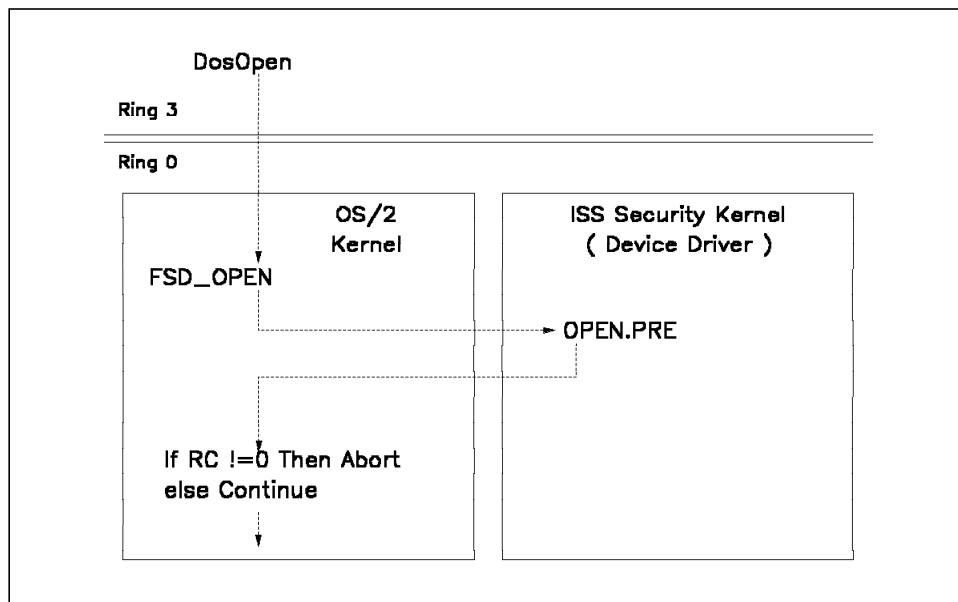 DosOpen
Ring 3
Ring 0
OS/2
Kernel
ISS Security Kernel
( Device Driver )
FSD_OPEN
OPEN.PRE
If RC !=0 Then Abort
else Continue